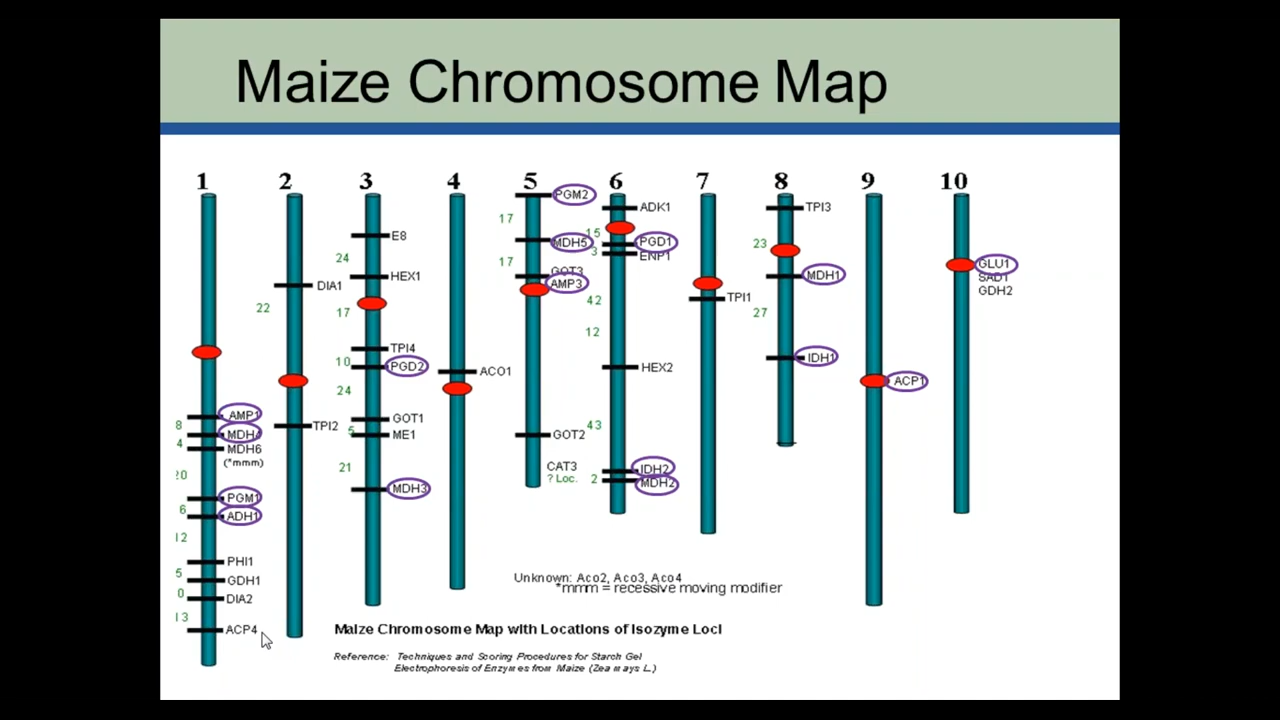 Maize Chromosome Map
1 2 3 4 5 6 7 8 9 10
8
4
20
6
12
5
0
13
AMP1
MDH4
MDH6
(*mmm)
PGM1
ADH1
PHI1
GDH1
DIA2
ACP4
22
DIA1
TPI2
24
17
10
24
5
21
E8
HEX1
TPI4
PGD2
GOT1
ME1
MDH3
ACO1
17
17
PGM2
MDH5
GOT3
AMP3
GOT2
CAT3
? Loc.
15
3
42
12
43
2
ADK1
PGD1
ENP1
HEX2
IDH2
MDH2
TPI1
23
27
TPI3
MDH1
IDH1
ACP1
GLU1
SAD1
GDH2
Unknown: Aco2, Aco3, Aco4
*mmm = recessive moving modifier
Maize Chromosome Map with Locations of Isozyme Loci
Reference: Techniques and Scoring Procedures for Starch Gel
Electrophoresis of Enzymes from Maize (Zea mays L.)